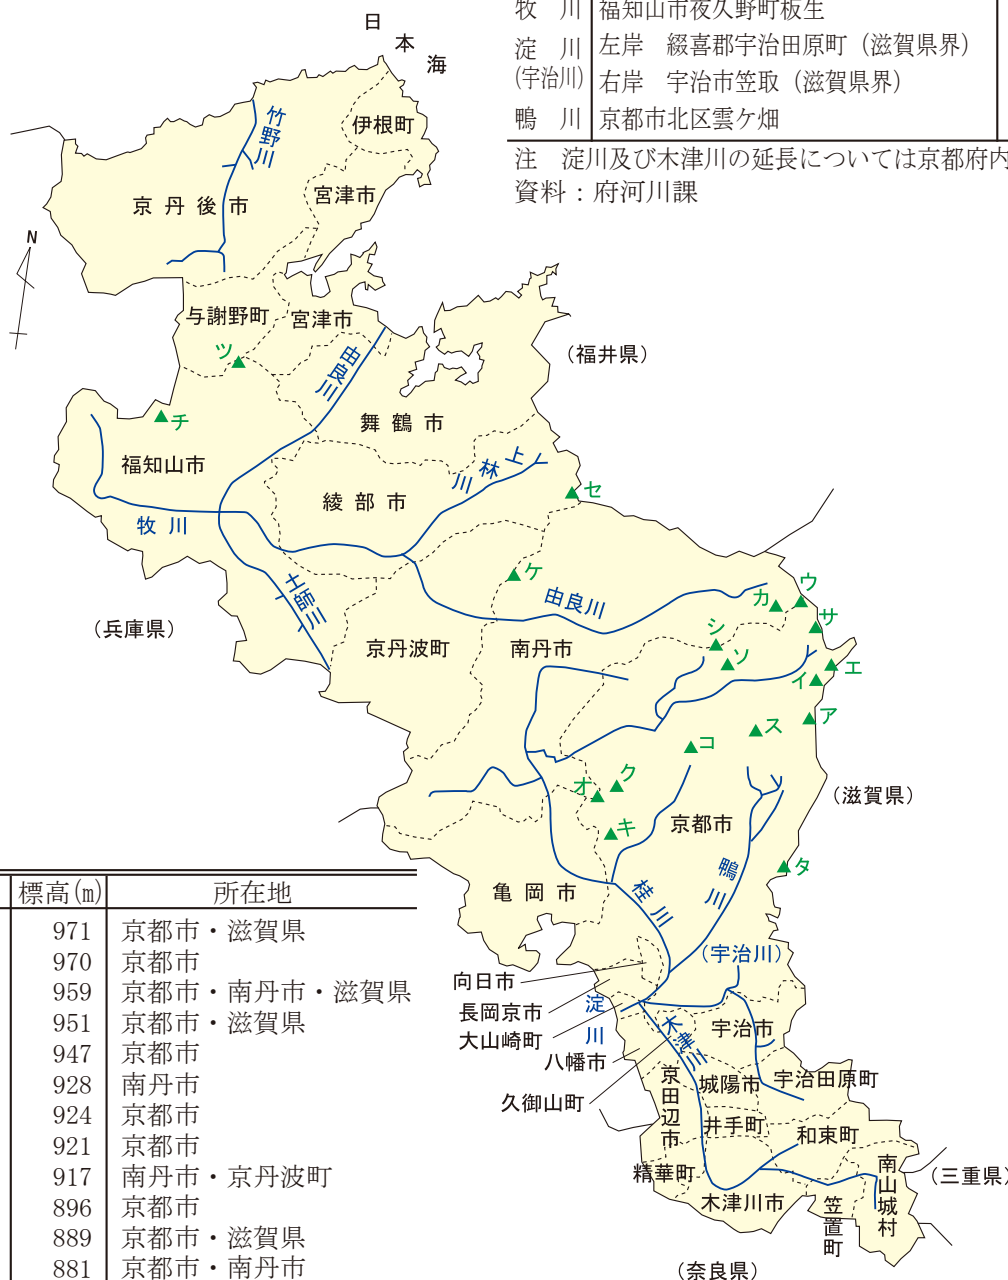 牧　川　福知山市夜久野町板生
淀　川　左岸　綴喜郡宇治田原町（滋賀県界）
(宇治川)　右岸　宇治市笠取（滋賀県界）
鴨　川　京都市北区雲ケ畑
注　淀川及び木津川の延長については京都府内
資料：府河川課
日本海
N
竹野川
伊根町
京丹後市
宮津市
与謝野町
宮津市
ツ
由良川
（福井県）
チ
舞鶴市
福知山市
上林川
綾部市
セ
牧川
ケ
土師川
由良川
カ
ウ
サ
（兵庫県）
シ
京丹波町
南丹市
ソ
エ
イ
ア
ス
コ
ク
オ
（滋賀県）
キ
京都市
タ
鴨川
桂川
亀岡市
（宇治川）
向日市
長岡京市
淀川
大山崎町
木津川
宇治市
八幡市
久御山町
京田辺市
城陽市
宇治田原町
井手町
和束町
精華町
南山城村
（三重県）
木津川市
笠置町
（奈良県）
標高(m)　所在地
971　京都市・滋賀県
970　京都市
959　京都市・南丹市・滋賀県
951　京都市・滋賀県
947　京都市
928　南丹市
924　京都市
921　京都市
917　南丹市・京丹波町
896　京都市
889　京都市・滋賀県
881　京都市・南丹市